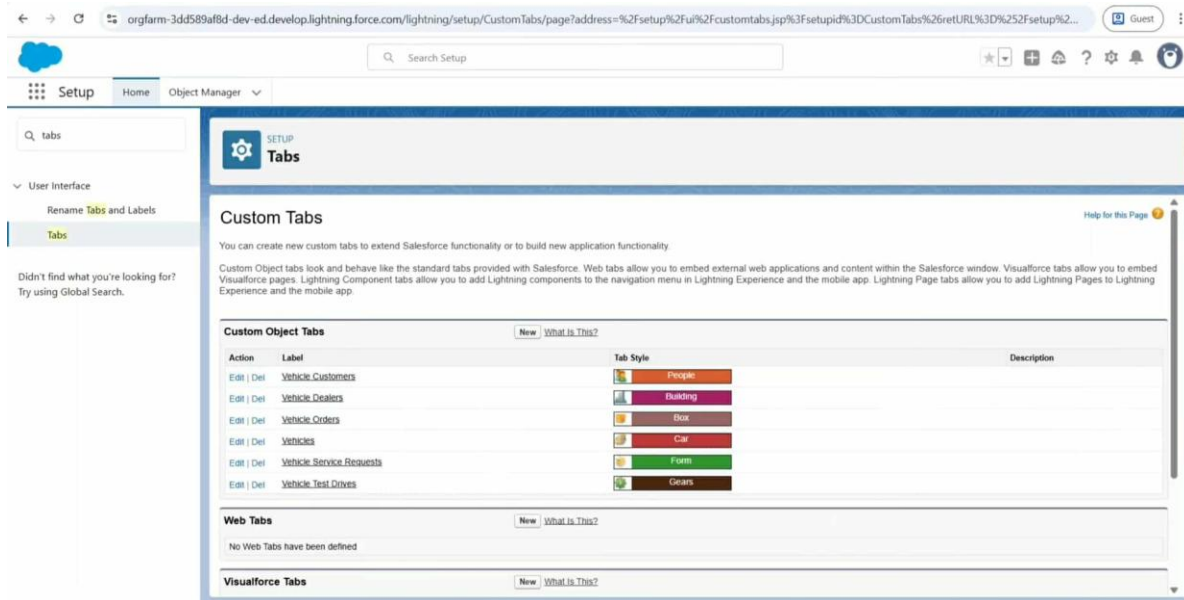 orgfarm-3dd589af8d-dev-ed.develop.lightning.force.com/lightning/setup/CustomTabs/page?address=%2Fsetup%2Fui%2Fcustomtabs.jsp%3Fsetupid%3DCustomTabs%26retURL%3D%252Fsetup%2...
Guest
Search Setup
Setup
Home
Object Manager
tabs
User Interface
Rename Tabs and Labels
Tabs
Didn't find what you're looking for?
Try using Global Search.
SETUP
Tabs
Custom Tabs
Help for this Page
You can create new custom tabs to extend Salesforce functionality or to build new application functionality.
Custom Object tabs look and behave like the standard tabs provided with Salesforce. Web tabs allow you to embed external web applications and content within the Salesforce window. Visualforce tabs allow you to embed
Visualforce pages. Lightning Component tabs allow you to add Lightning components to the navigation menu in Lightning Experience and the mobile app. Lightning Page tabs allow you to add Lightning Pages to Lightning
Experience and the mobile app.
Custom Object Tabs New What Is This?
Action Label Tab Style Description
Edit | Del Vehicle Customers People
Edit | Del Vehicle Dealers Building
Edit | Del Vehicle Orders Box
Edit | Del Vehicles Car
Edit | Del Vehicle Service Requests Form
Edit | Del Vehicle Test Drives Gears
Web Tabs New What Is This?
No Web Tabs have been defined
Visualforce Tabs New What Is This?